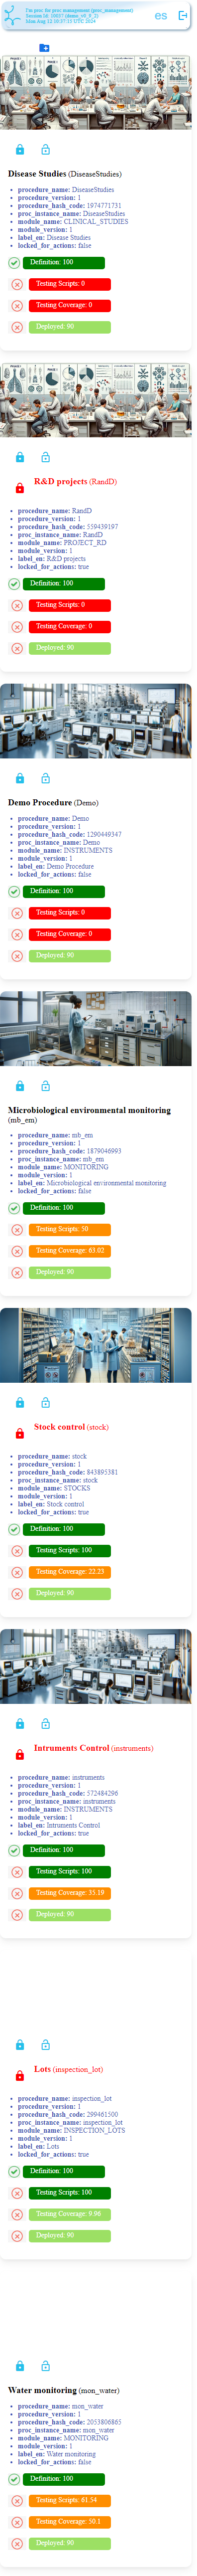 I'm proc for proc management (proc_management)
es
Mon Aug 12
Disease Studies (DiseaseStudies)
procedure_name: DiseaseStudies
procedure_version: 1
procedure_hash_code: 1974771731
proc_instance_name: DiseaseStudies
module_name: CLINICAL_STUDIES
module_version: 1
label_en: Disease Studies
locked_for_actions: false
Definition: 100
Testing Scripts: 0
Testing Coverage: 0
Deployed: 90
R&D projects (RandD)
procedure_name: RandD
procedure_version: 1
procedure_hash_code: 559439197
proc_instance_name: RandD
module_name: PROJECT_RD
module_version: 1
label_en: R&D projects
locked_for_actions: true
Definition: 100
Testing Scripts: 0
Testing Coverage: 0
Deployed: 90
Demo Procedure (Demo)
procedure_name: Demo
procedure_version: 1
procedure_hash_code: 1290449347
proc_instance_name: Demo
module_name: INSTRUMENTS
module_version: 1
label_en: Demo Procedure
locked_for_actions: false
Definition: 100
Testing Scripts: 0
Testing Coverage: 0
Deployed: 90
Microbiological environmental monitoring
(mb_em)
procedure_name: mb_em
procedure_version: 1
procedure_hash_code: 1879046993
proc_instance_name: mb_em
module_name: MONITORING
module_version: 1
label_en: Microbiological environmental monitoring
locked_for_actions: false
Definition: 100
Testing Scripts: 50
Testing Coverage: 63.02
Deployed: 90
Stock control (stock)
procedure_name: stock
procedure_version: 1
procedure_hash_code: 843895381
proc_instance_name: stock
module_name: STOCKS
module_version: 1
label_en: Stock control
locked_for_actions: true
Definition: 100
Testing Scripts: 100
Testing Coverage: 22.23
Deployed: 90
Intruments Control (instruments)
procedure_name: instruments
procedure_version: 1
procedure_hash_code: 572484296
proc_instance_name: instruments
module_name: INSTRUMENTS
module_version: 1
label_en: Intruments Control
locked_for_actions: true
Definition: 100
Testing Scripts: 100
Testing Coverage: 35.19
Deployed: 90
Lots (inspection_lot)
procedure_name: inspection_lot
procedure_version: 1
procedure_hash_code: 299461500
proc_instance_name: inspection_lot
module_name: INSPECTION_LOTS
module_version: 1
label_en: Lots
locked_for_actions: true
Definition: 100
Testing Scripts: 100
Testing Coverage: 9.96
Deployed: 90
Water monitoring (mon_water)
procedure_name: mon_water
procedure_version: 1
procedure_hash_code: 2053806865
proc_instance_name: mon_water
module_name: MONITORING
module_version: 1
label_en: Water monitoring
locked_for_actions: false
Definition: 100
Testing Scripts: 61.54
Testing Coverage: 50.1
Deployed: 90